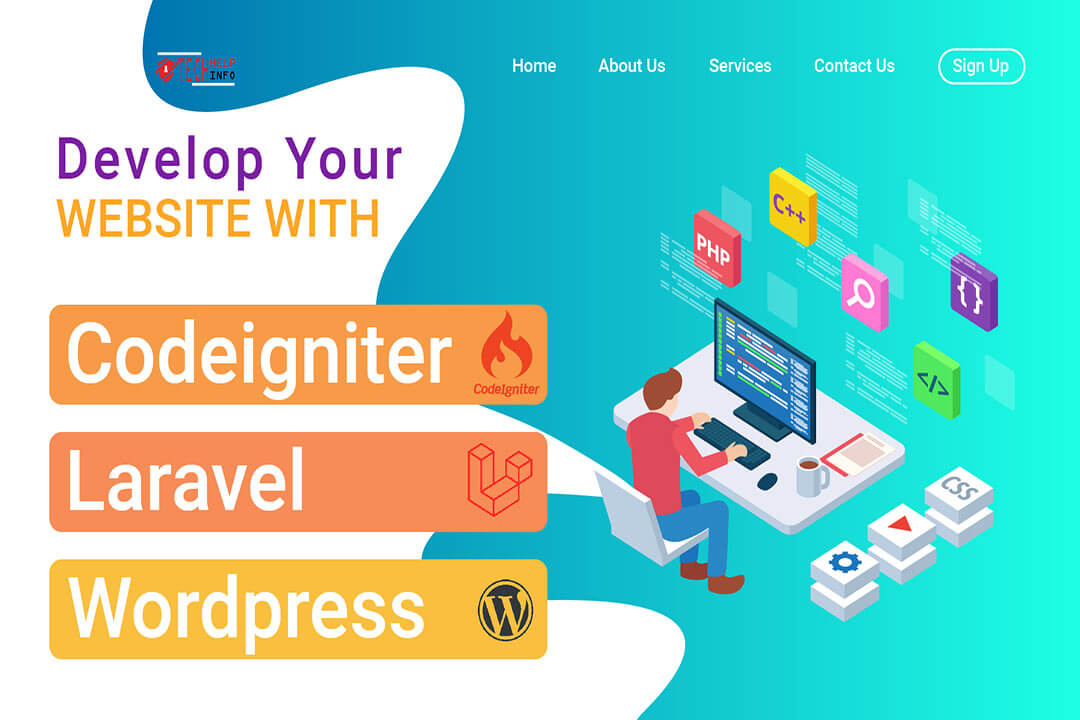 TECH HELP
INFO
Home
About Us
Services
Contact Us
Sign Up
Develop Your
WEBSITE WITH
Codeigniter
CodeIgniter
Laravel
Wordpress
W
PHP
C++
{}
</>
CSS